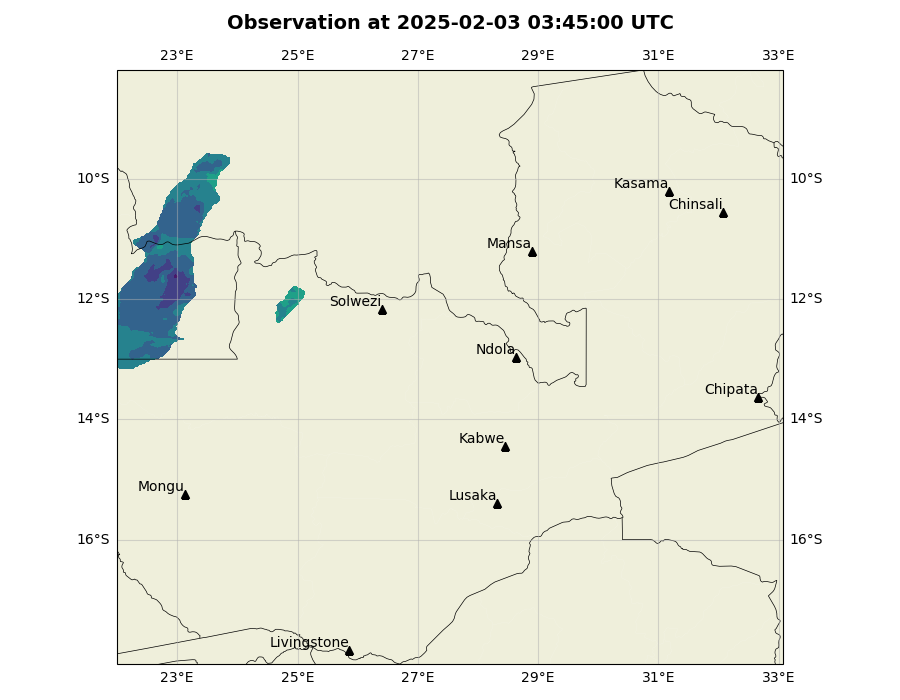 Observation at 2025-02-03 03:45:00 UTC
23°E 25°E 27°E 29°E 31°E 33°E
10°S 10°S
Kasama
Chinsali
Mansa
12°S 12°S
Solwezi
Ndola
Chipata
14°S 14°S
Kabwe
Mongu
Lusaka
16°S 16°S
Livingstone
23°E 25°E 27°E 29°E 31°E 33°E